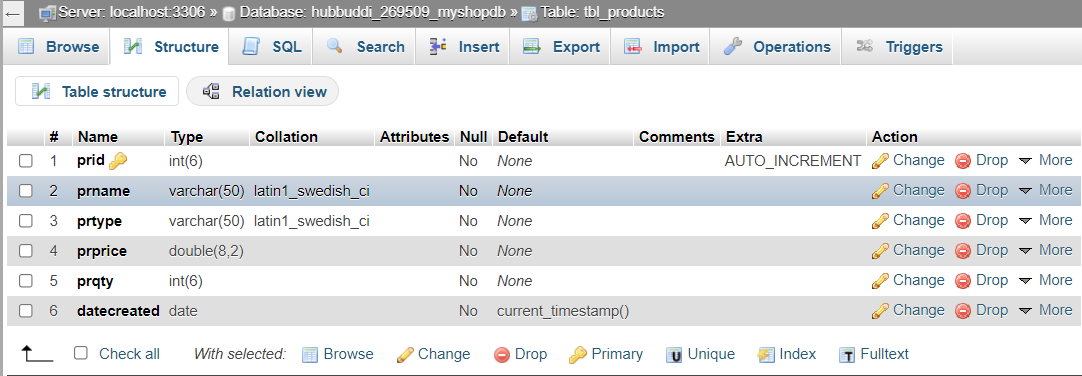 Server: localhost:3306 » Database: hubbuddi_269509_myshopdb » Table: tbl_products
Browse Structure SQL Search Insert Export Import Operations Triggers
Table structure Relation view
# Name Type Collation Attributes Null Default Comments Extra Action
1 prid int(6) No None AUTO_INCREMENT Change Drop More
2 prname varchar(50) latin1_swedish_ci No None Change Drop More
3 prtype varchar(50) latin1_swedish_ci No None Change Drop More
4 prprice double(8,2) No None Change Drop More
5 prqty int(6) No None Change Drop More
6 datecreated date No current_timestamp() Change Drop More
Check all With selected: Browse Change Drop Primary Unique Index Fulltext